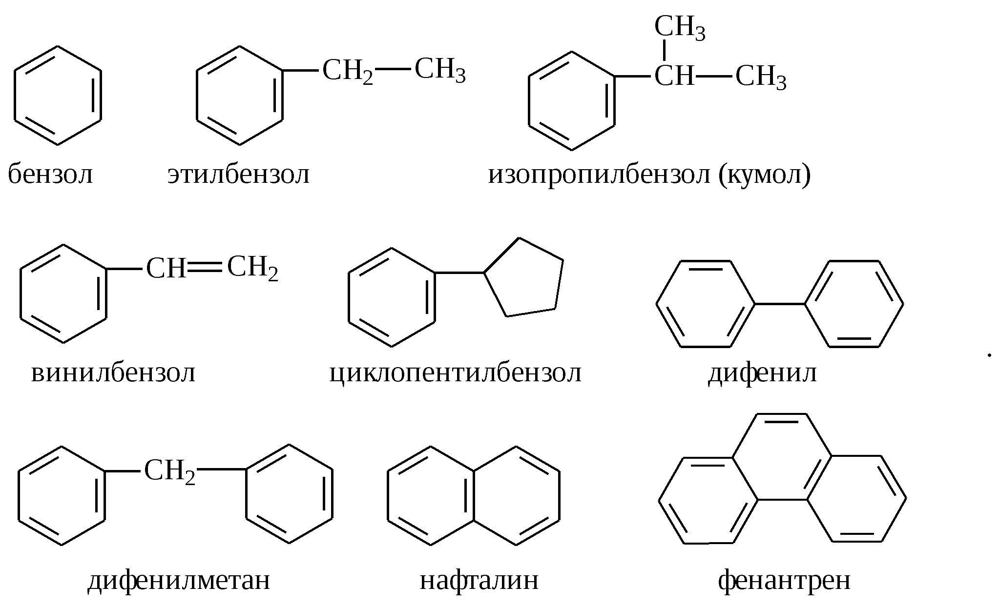 CH3
CH2 CH3
CH CH3
бензол этилбензол изопропилбензол (кумол)
CH CH2
винилбензол циклопентилбензол дифенил
.
CH2
дифенилметан нафталин фенантрен